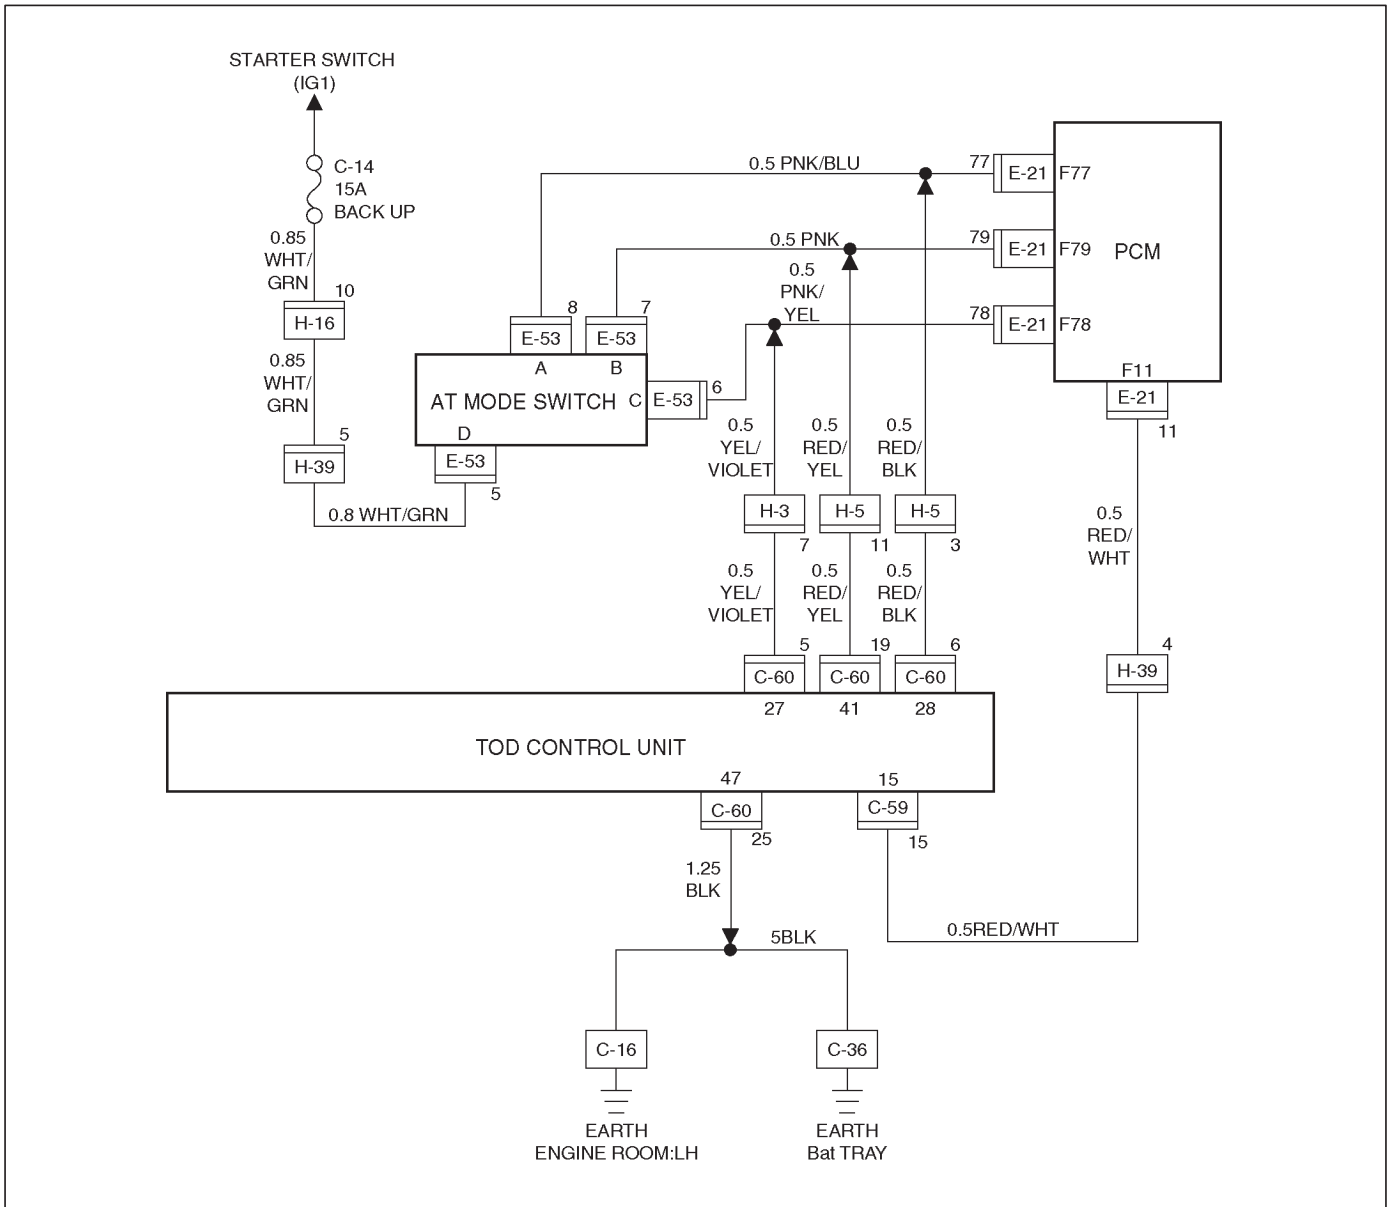 STARTER SWITCH
(IG1)
C-14
15A
BACK UP
0.85
WHT/
GRN
10
H-16
0.85
WHT/
GRN
5
H-39
0.8 WHT/GRN
0.5 PNK/BLU
77
E-21
F77
0.5 PNK
79
E-21
F79
PCM
0.5
PNK/
YEL
78
E-21
F78
F11
E-21
11
8
E-53
7
E-53
A
B
AT MODE SWITCH
C
E-53
6
D
E-53
5
0.5
YEL/
VIOLET
0.5
RED/
YEL
0.5
RED/
BLK
H-3
7
H-5
11
H-5
3
0.5
RED/
WHT
0.5
YEL/
VIOLET
0.5
RED/
YEL
0.5
RED/
BLK
5
C-60
19
C-60
6
C-60
4
H-39
27
41
28
TOD CONTROL UNIT
47
15
C-60
25
C-59
15
1.25
BLK
0.5RED/WHT
5BLK
C-16
C-36
EARTH
ENGINE ROOM:LH
EARTH
Bat TRAY